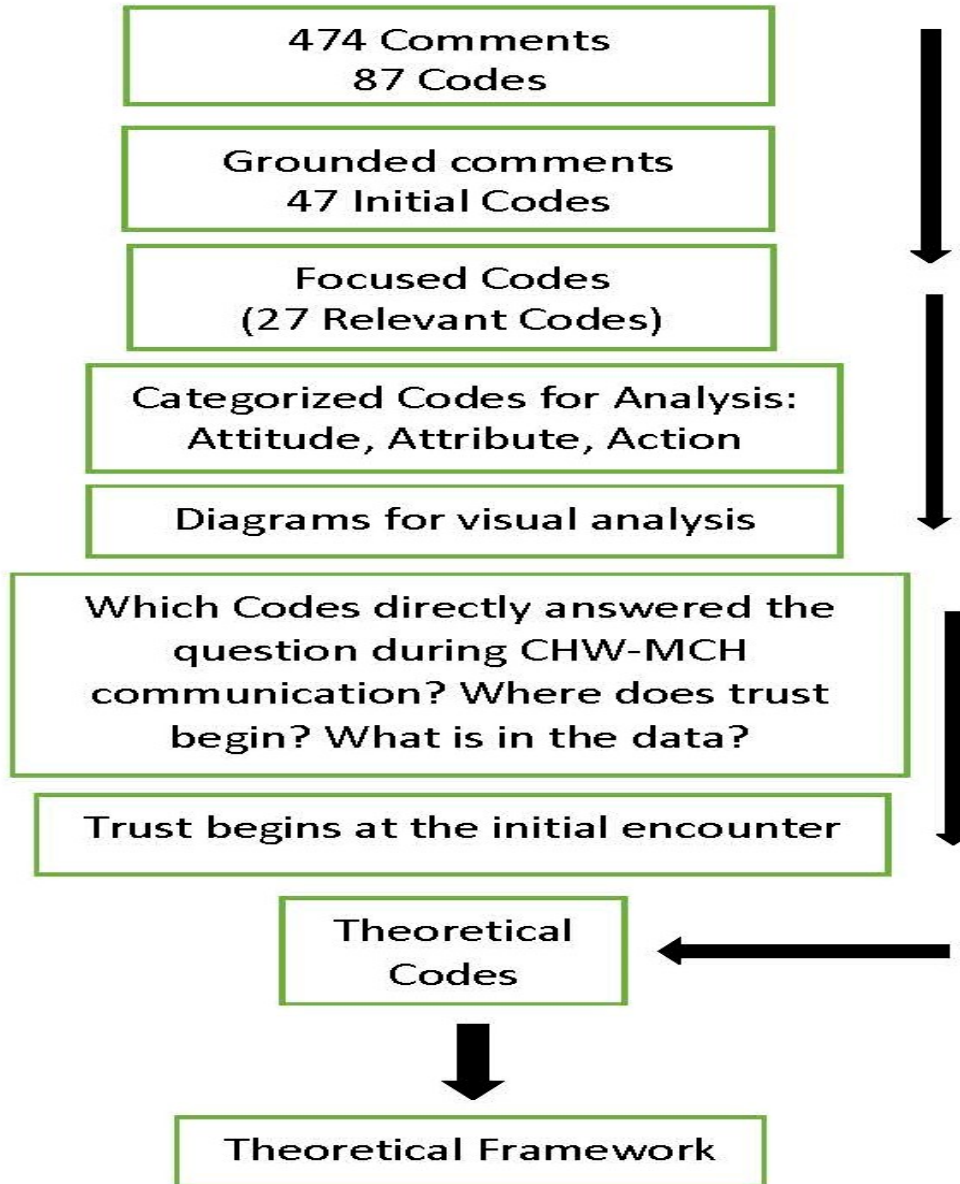 474 Comments
87 Codes
Grounded comments
47 Initial Codes
Focused Codes
(27 Relevant Codes)
Categorized Codes for Analysis:
Attitude, Attribute, Action
Diagrams for visual analysis
Which Codes directly answered the
question during CHW-MCH
communication? Where does trust
begin? What is in the data?
Trust begins at the initial encounter
Theoretical
Codes
Theoretical Framework